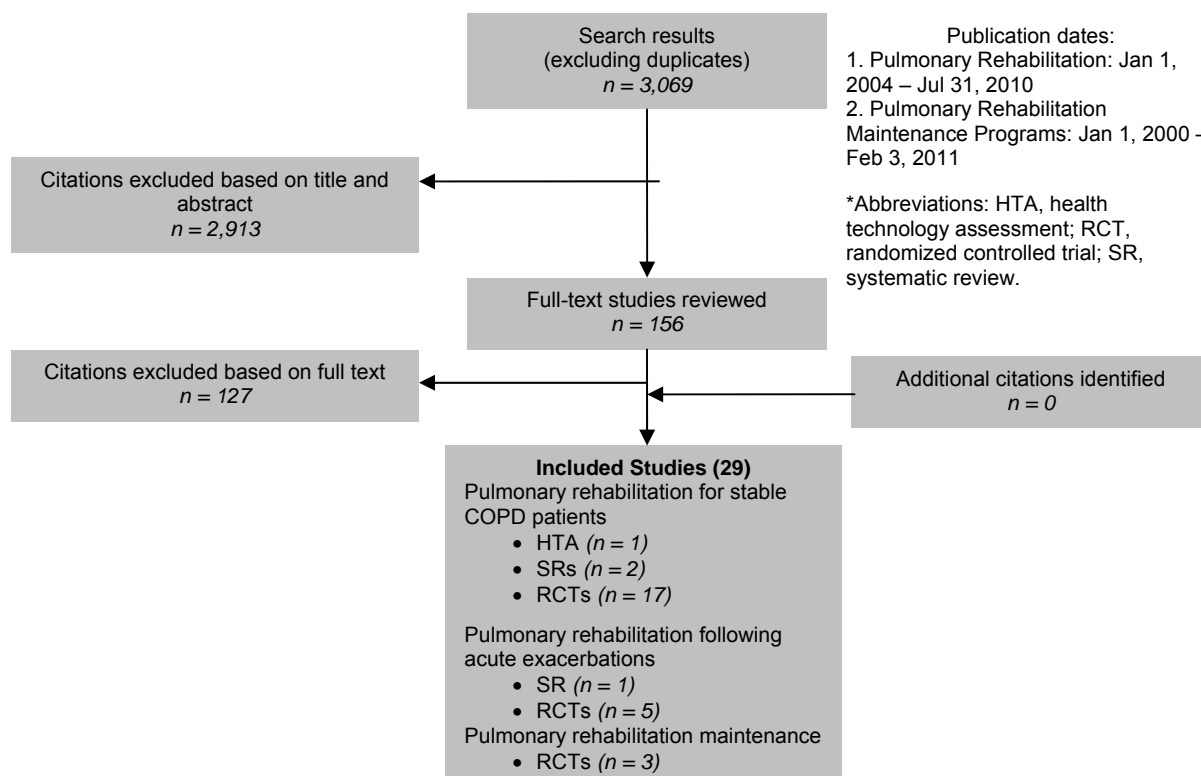 Search results
(excluding duplicates)
n = 3,069
Publication dates:
1. Pulmonary Rehabilitation: Jan 1,
2004 – Jul 31, 2010
2. Pulmonary Rehabilitation
Maintenance Programs: Jan 1, 2000 -
Feb 3, 2011
*Abbreviations: HTA, health
technology assessment; RCT,
randomized controlled trial; SR,
systematic review.
Citations excluded based on title and
abstract
n = 2,913
Full-text studies reviewed
n = 156
Citations excluded based on full text
n = 127
Additional citations identified
n = 0
Included Studies (29)
Pulmonary rehabilitation for stable
COPD patients
• HTA (n = 1)
• SRs (n = 2)
• RCTs (n = 17)
Pulmonary rehabilitation following
acute exacerbations
• SR (n = 1)
• RCTs (n = 5)
Pulmonary rehabilitation maintenance
• RCTs (n = 3)